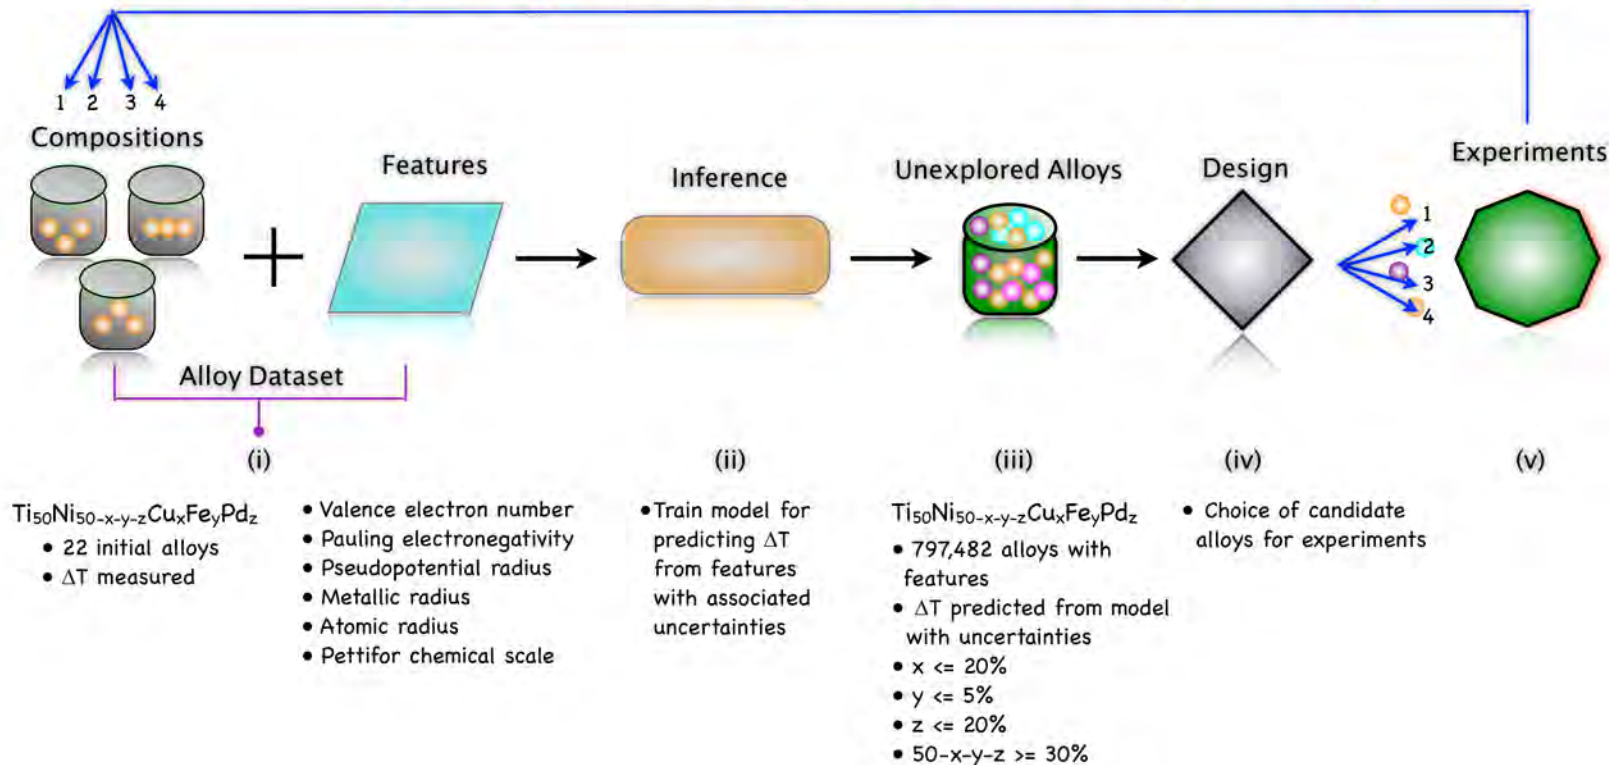 1 2 3 4
Compositions
Features
Inference
Unexplored Alloys
Design
Experiments
1
2
3
4
Alloy Dataset
(i)
(ii)
(iii)
(iv)
(v)
Ti₅₀Ni₅₀₋ₓ₋y₋zCuₓFeyPdz
• 22 initial alloys
• ΔT measured
• Valence electron number
• Pauling electronegativity
• Pseudopotential radius
• Metallic radius
• Atomic radius
• Pettifor chemical scale
• Train model for
predicting ΔT
from features
with associated
uncertainties
Ti₅₀Ni₅₀₋ₓ₋y₋zCuₓFeyPdz
• 797,482 alloys with
features
• ΔT predicted from model
with uncertainties
• x <= 20%
• y <= 5%
• z <= 20%
• 50-x-y-z >= 30%
• Choice of candidate
alloys for experiments